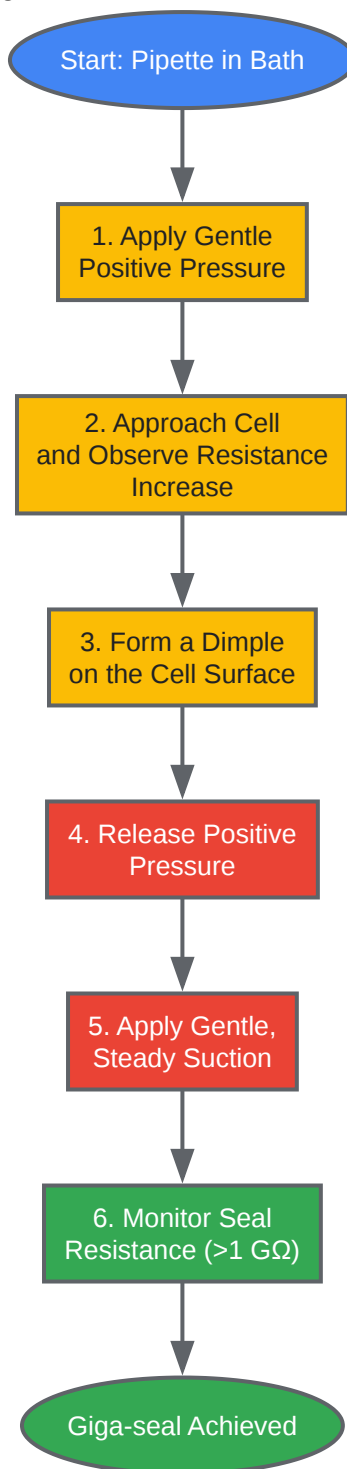 Start: Pipette in Bath
1. Apply Gentle
Positive Pressure
2. Approach Cell
and Observe Resistance
Increase
3. Form a Dimple
on the Cell Surface
4. Release Positive
Pressure
5. Apply Gentle,
Steady Suction
6. Monitor Seal
Resistance (>1 GΩ)
Giga-seal Achieved